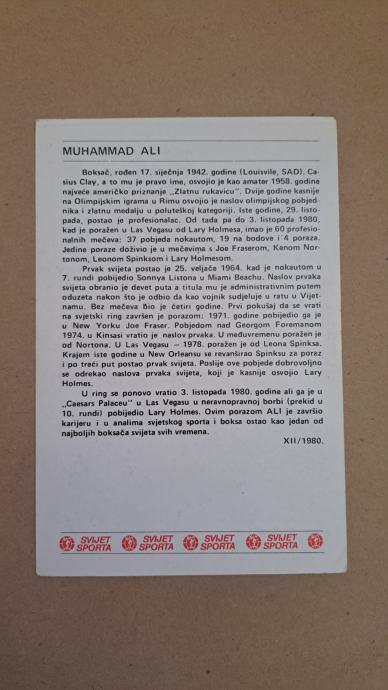 MUHAMMAD ALI
Boksač, rođen 17. siječnja 1942. godine (Louisvile, SAD). Ca-
sius Clay, a to mu je pravo ime, osvojio je kao amater 1958. godine
najveće američko priznanje „Zlatnu rukavicu". Dvije godine kasnije
na Olimpijskim igrama u Rimu osvojio je naslov olimpijskog pobjed-
nika i zlatnu medalju u poluteškoj kategoriji. Iste godine, 29. listo-
pada, postao je profesionalac. Od tada pa do 3. listopada 1980,
kad je poražen u Las Vegasu od Lary Holmesa, imao je 60 profesio-
nalnih mečeva: 37 pobjeda nokautom, 19 na bodove i 4 poraza.
Jedine poraze doživio je u mečevima s Joe Fraserom, Kenom Nor-
tonom, Leonom Spinksom i Lary Holmesom.
Prvak svijeta postao je 25. veljače 1964, kad je nokautom u
7. rundi pobijedio Sonnya Listona u Miami Beachu. Naslov prvaka
svijeta obranio je devet puta a titula mu je administrativnim putem
oduzeta nakon što je odbio da kao vojnik sudjeluje u ratu u Vijet-
namu. Bez mečeva bio je četiri godine. Prvi pokušaj da se vrati
na svjetski ring završen je porazom: 1971. godine pobijedio ga je
u New Yorku Joe Fraser. Pobjedom nad Georgom Foremanom
1974. u Kinsasi vratio je naslov prvaka. U međuvremenu poražen je
od Nortona. U Las Vegasu – 1978. poražen je od Leona Spinksa.
Krajem iste godine u New Orleansu se revanširao Spinksu za poraz
i po treći put postao prvak svijeta. Poslije ove pobjede dobrovoljno
se odrekao naslova prvaka svijeta, koji je kasnije osvojio Lary
Holmes.
U ring se ponovo vratio 3. listopada 1980. godine ali ga je u
„Caesars Palaceu" u Las Vegasu u neravnopravnoj borbi (prekid u
10. rundi) pobijedio Lary Holmes. Ovim porazom ALI je završio
karijeru i u analima svjetskog sporta i boksa ostao kao jedan od
najboljih boksača svijeta svih vremena.
XII/1980.
SVIJET SPORTA SVIJET SPORTA SVIJET SPORTA SVIJET SPORTA